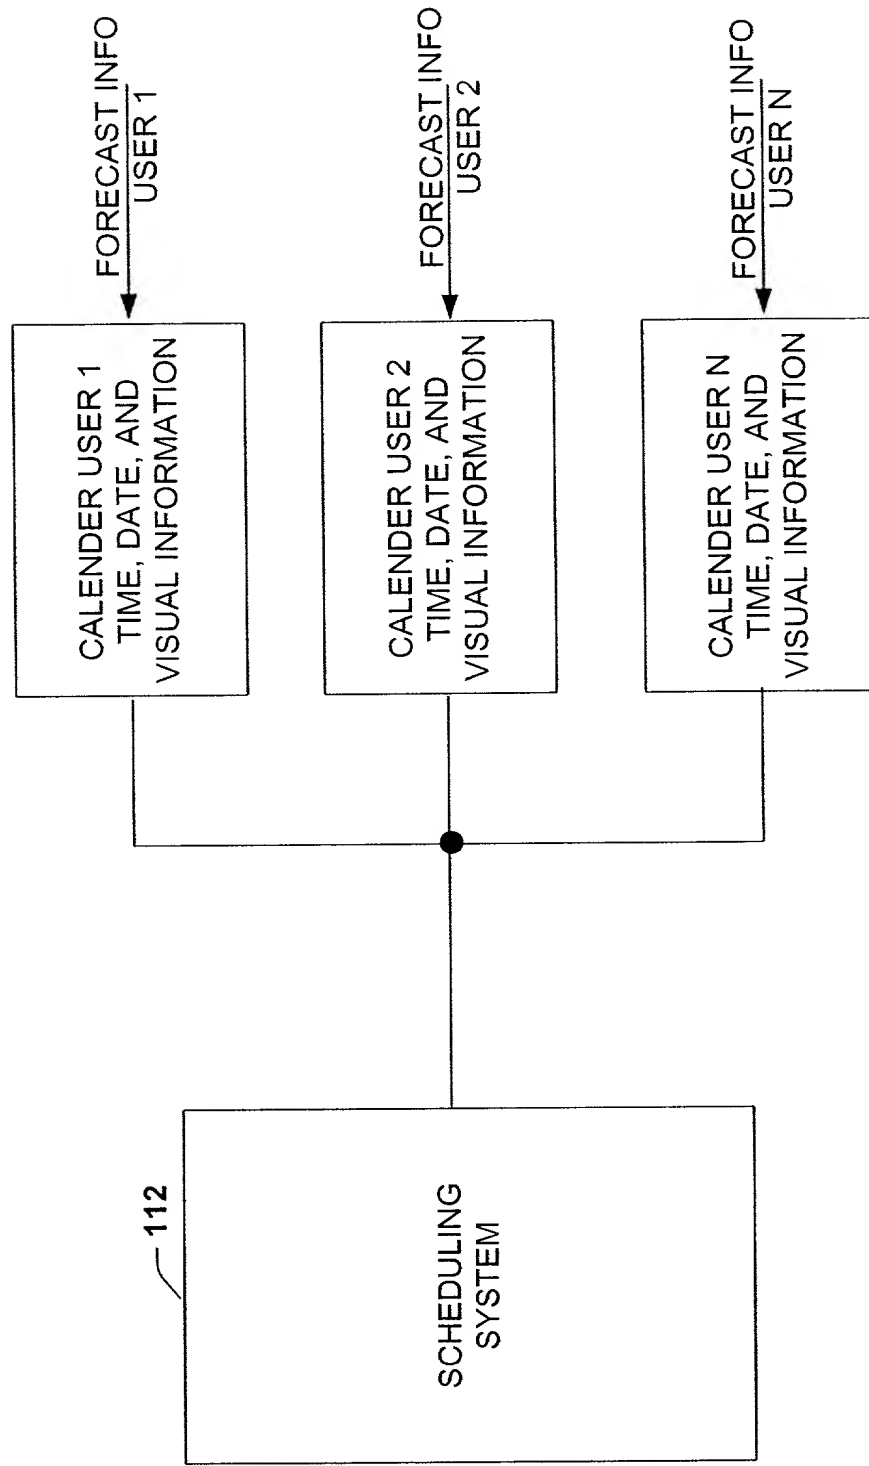 112
SCHEDULING
SYSTEM
CALENDER USER 1
TIME, DATE, AND
VISUAL INFORMATION
FORECAST INFO
USER 1
CALENDER USER 2
TIME, DATE, AND
VISUAL INFORMATION
FORECAST INFO
USER 2
CALENDER USER N
TIME, DATE, AND
VISUAL INFORMATION
FORECAST INFO
USER N